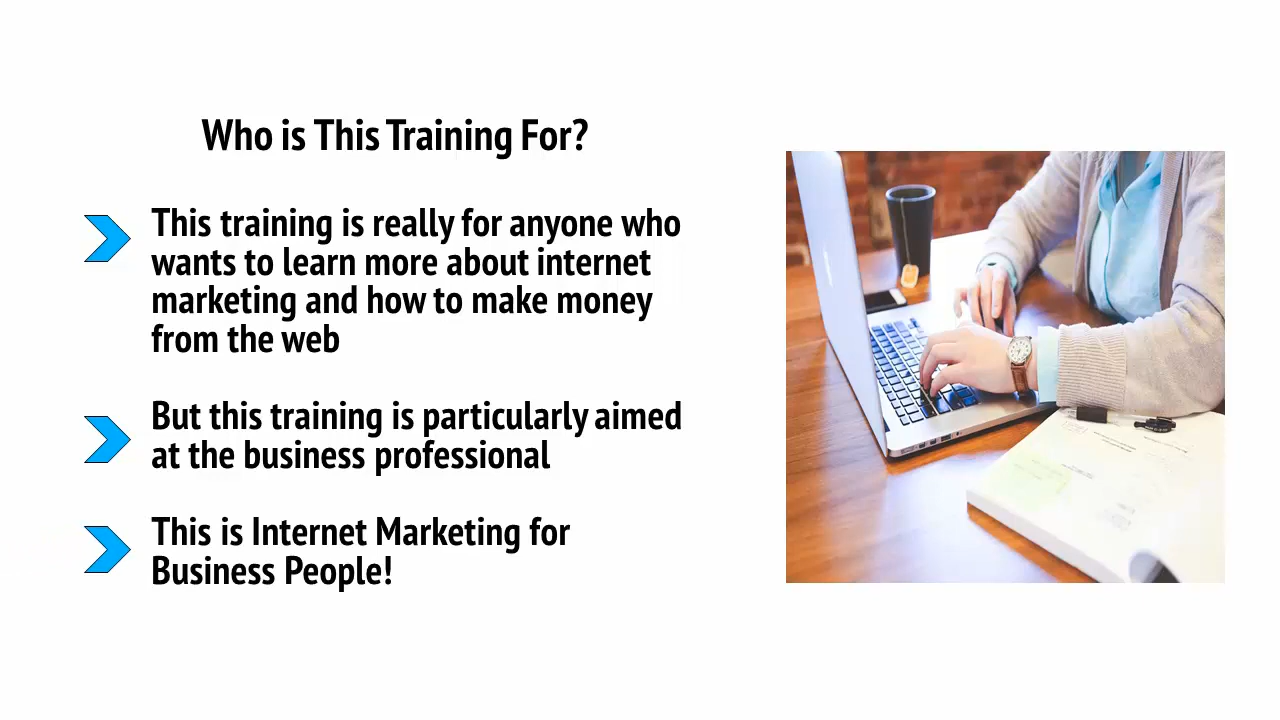 Who is This Training For?
This training is really for anyone who
wants to learn more about internet
marketing and how to make money
from the web
But this training is particularly aimed
at the business professional
This is Internet Marketing for
Business People!